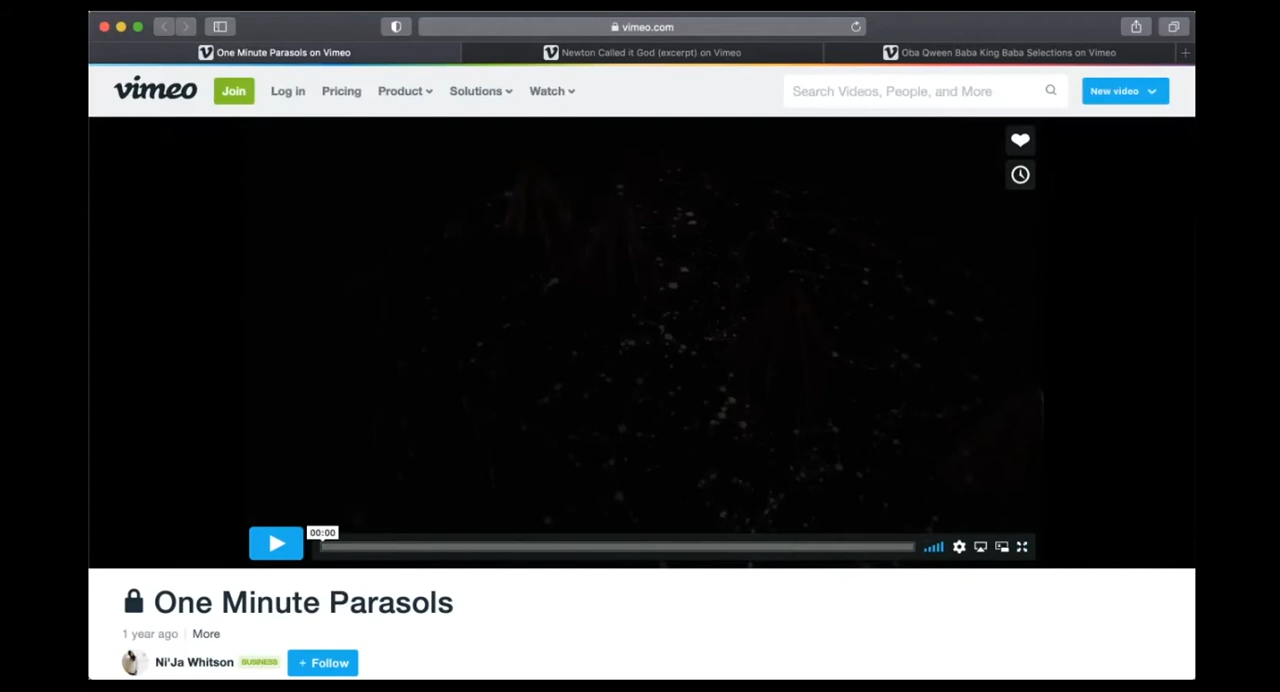 vimeo.com
One Minute Parasols on Vimeo
Newton Called it God (excerpt) on Vimeo
Oba Qween Baba King Baba Selections on Vimeo
vimeo Join Log in Pricing Product Solutions Watch Search Videos, People, and More New video
00:00
One Minute Parasols
1 year ago More
Ni'Ja Whitson BUSINESS + Follow